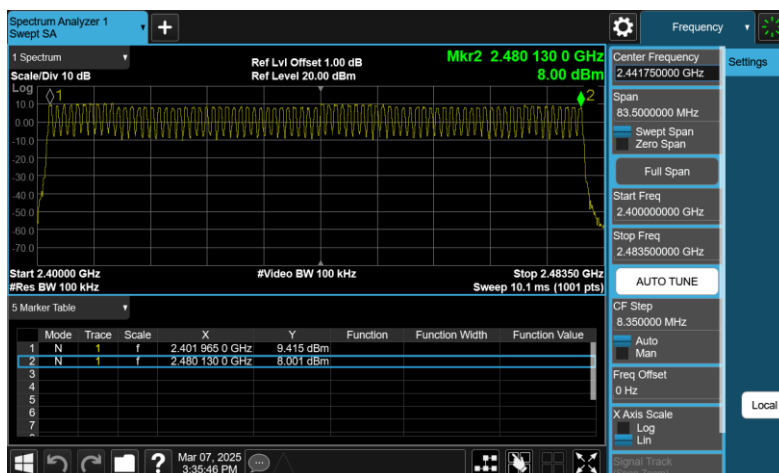 Spectrum Analyzer 1
Swept SA
+
Frequency
Settings
1 Spectrum
Scale/Div 10 dB
Ref Lvl Offset 1.00 dB
Ref Level 20.00 dBm
Mkr2 2.480 130 0 GHz
8.00 dBm
Log
1
2
10.0
0.00
-10.0
-20.0
-30.0
-40.0
-50.0
-60.0
-70.0
Start 2.40000 GHz
#Res BW 100 kHz
#Video BW 100 kHz
Stop 2.48350 GHz
Sweep 10.1 ms (1001 pts)
5 Marker Table
Mode Trace Scale X Y Function Function Width Function Value
1 N 1 f 2.401 965 0 GHz 9.415 dBm
2 N 1 f 2.480 130 0 GHz 8.001 dBm
3
4
5
6
7
Center Frequency
2.441750000 GHz
Span
83.5000000 MHz
Swept Span
Zero Span
Full Span
Start Freq
2.400000000 GHz
Stop Freq
2.483500000 GHz
AUTO TUNE
CF Step
8.350000 MHz
Auto
Man
Freq Offset
0 Hz
X Axis Scale
Log
Lin
Signal Track
Local
?
Mar 07, 2025
3:35:46 PM